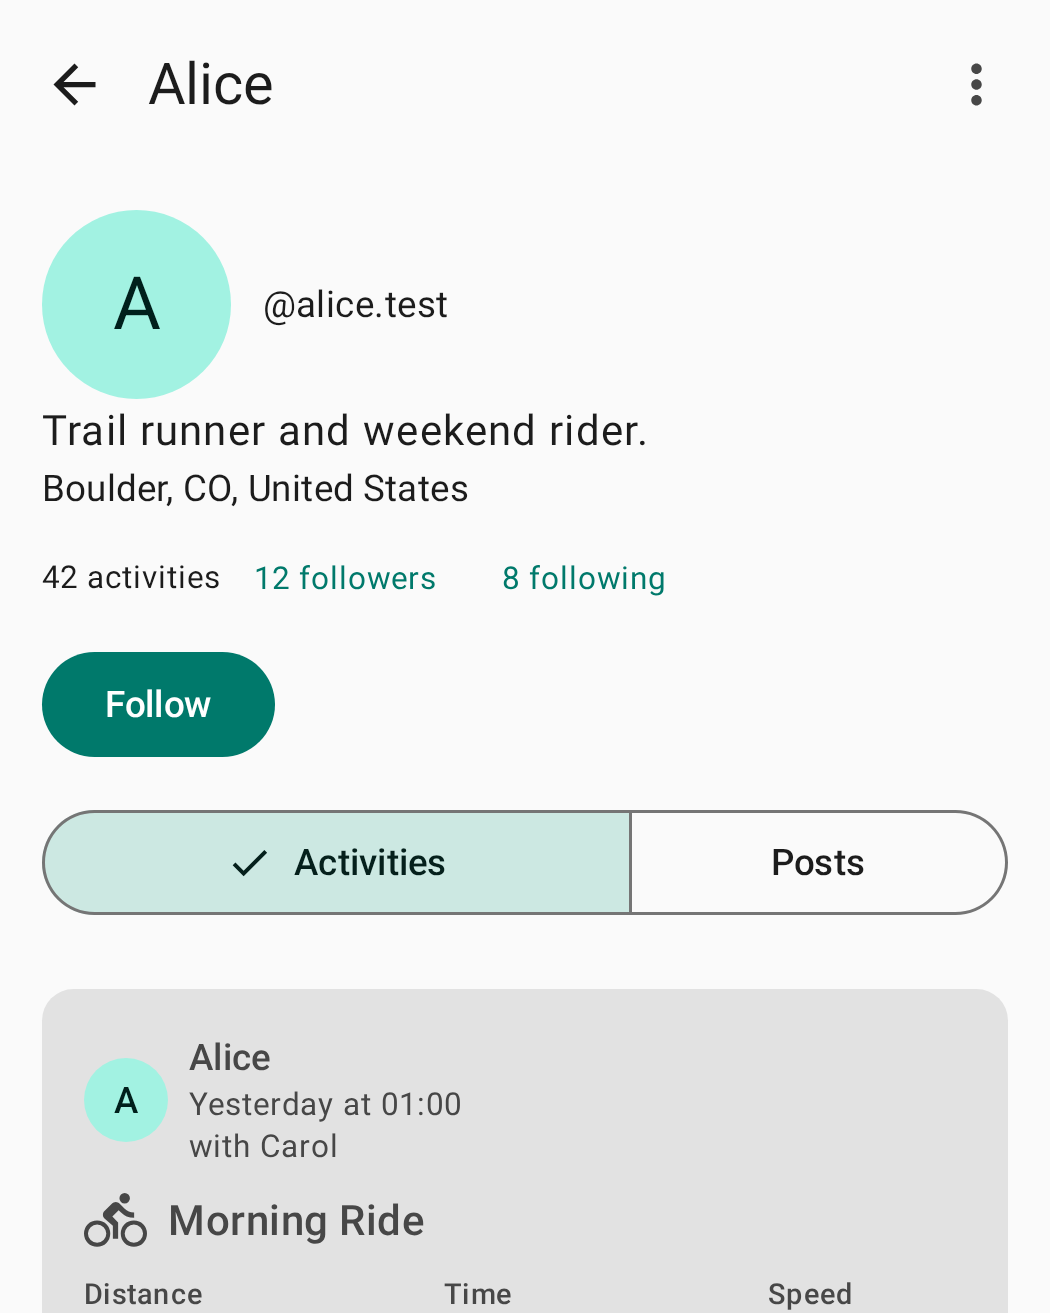 Alice
A
@alice.test
Trail runner and weekend rider.
Boulder, CO, United States
42 activities 12 followers 8 following
Follow
Activities Posts
Alice
A
Yesterday at 01:00
with Carol
Morning Ride
Distance Time Speed